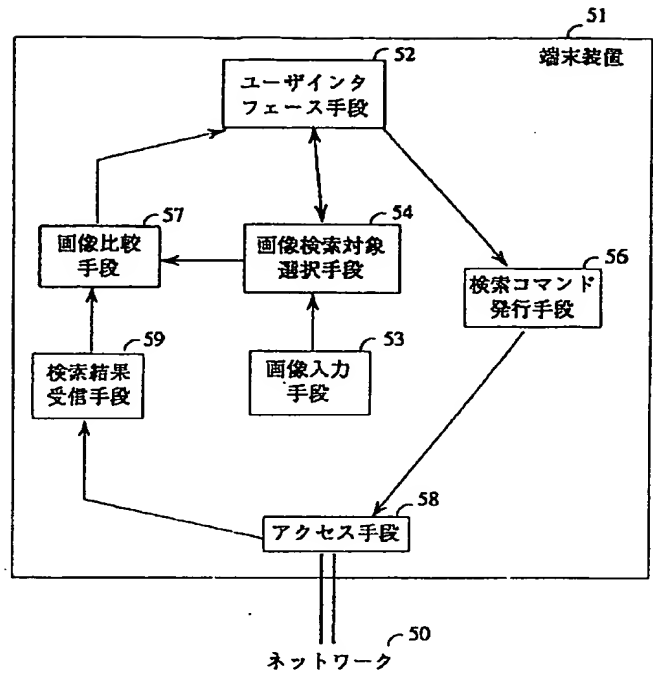 51
端末装置
52
ユーザインタ
フェース手段
57
画像比較
手段
54
画像検索対象
選択手段
56
検索コマンド
発行手段
59
検索結果
受信手段
53
画像入力
手段
58
アクセス手段
50
ネットワーク